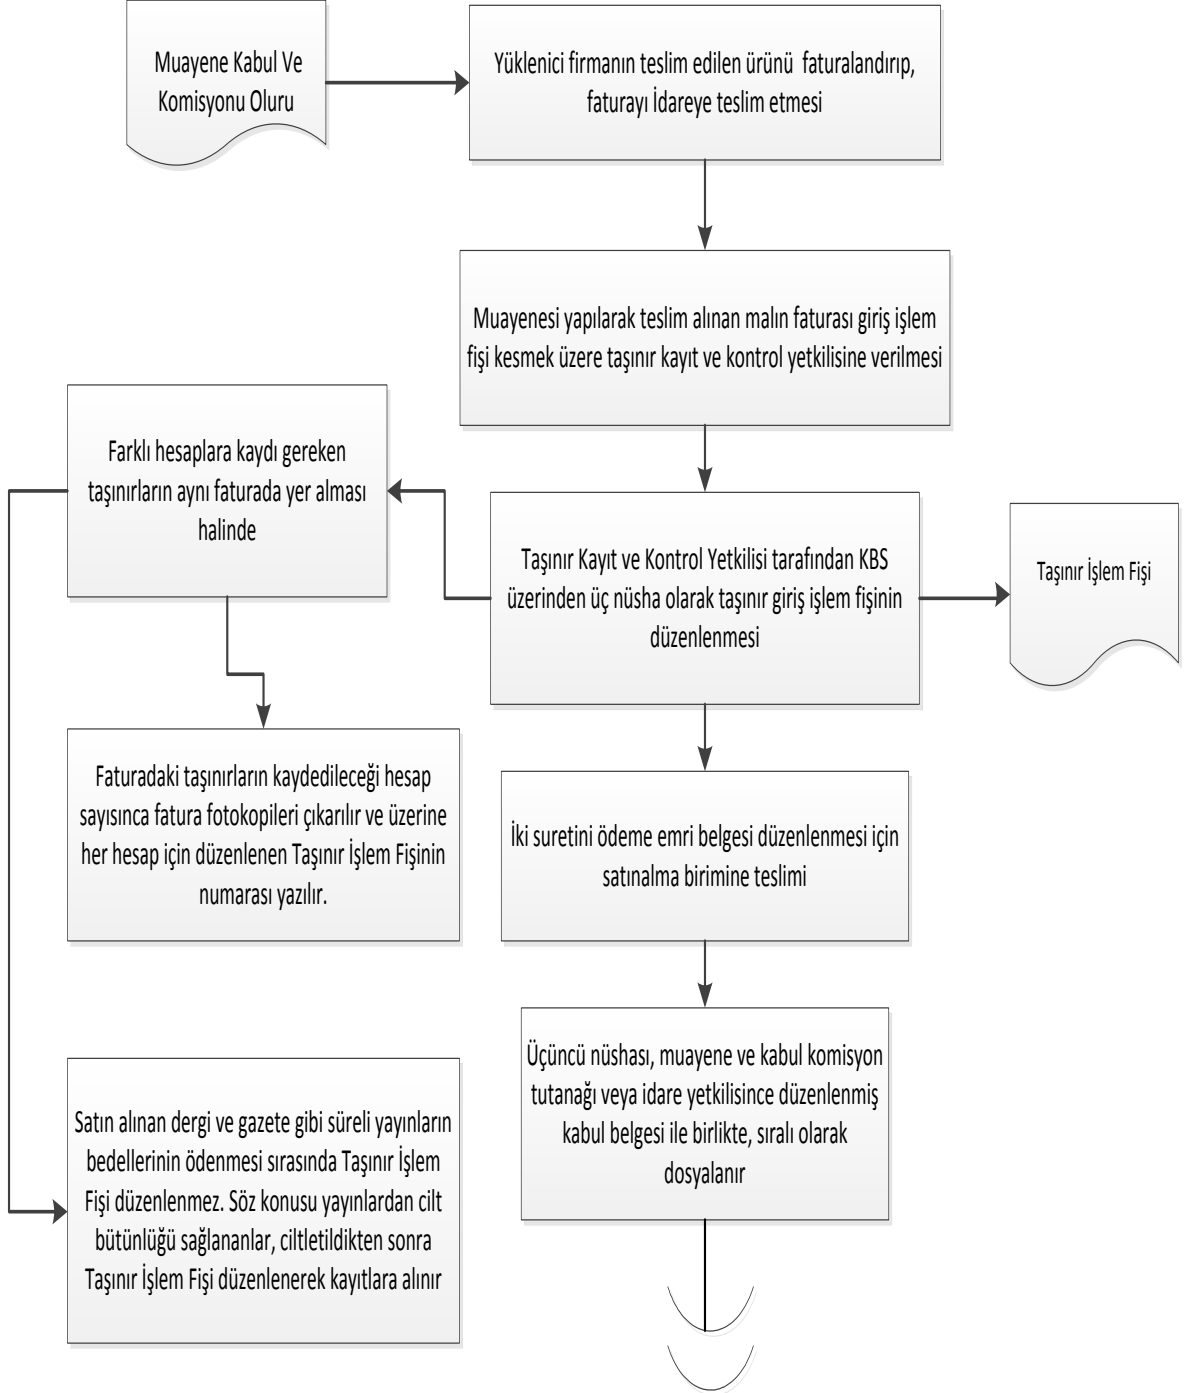 Muayene Kabul Ve
Komisyonu Oluru
Yüklenici firmanın teslim edilen ürünü faturalandırıp,
faturayı İdareye teslim etmesi
Muayenesi yapılarak teslim alınan malın faturası giriş işlem
fişi kesmek üzere taşınır kayıt ve kontrol yetkilisine verilmesi
Farklı hesaplara kaydı gereken
taşınırların aynı faturada yer alması
halinde
Taşınır Kayıt ve Kontrol Yetkilisi tarafından KBS
üzerinden üç nüsha olarak taşınır giriş işlem fişinin
düzenlenmesi
Taşınır İşlem Fişi
Faturadaki taşınırların kaydedileceği hesap
sayısınca fatura fotokopileri çıkarılır ve üzerine
her hesap için düzenlenen Taşınır İşlem Fişinin
numarası yazılır.
İki suretini ödeme emri belgesi düzenlenmesi için
satınalma birimine teslimi
Üçüncü nüshası, muayene ve kabul komisyon
tutanağı veya idare yetkilisince düzenlenmiş
kabul belgesi ile birlikte, sıralı olarak
dosyalanır
Satın alınan dergi ve gazete gibi süreli yayınların
bedellerinin ödenmesi sırasında Taşınır İşlem
Fişi düzenlenmez. Söz konusu yayınlardan cilt
bütünlüğü sağlananlar, ciltletildikten sonra
Taşınır İşlem Fişi düzenlenerek kayıtlara alınır